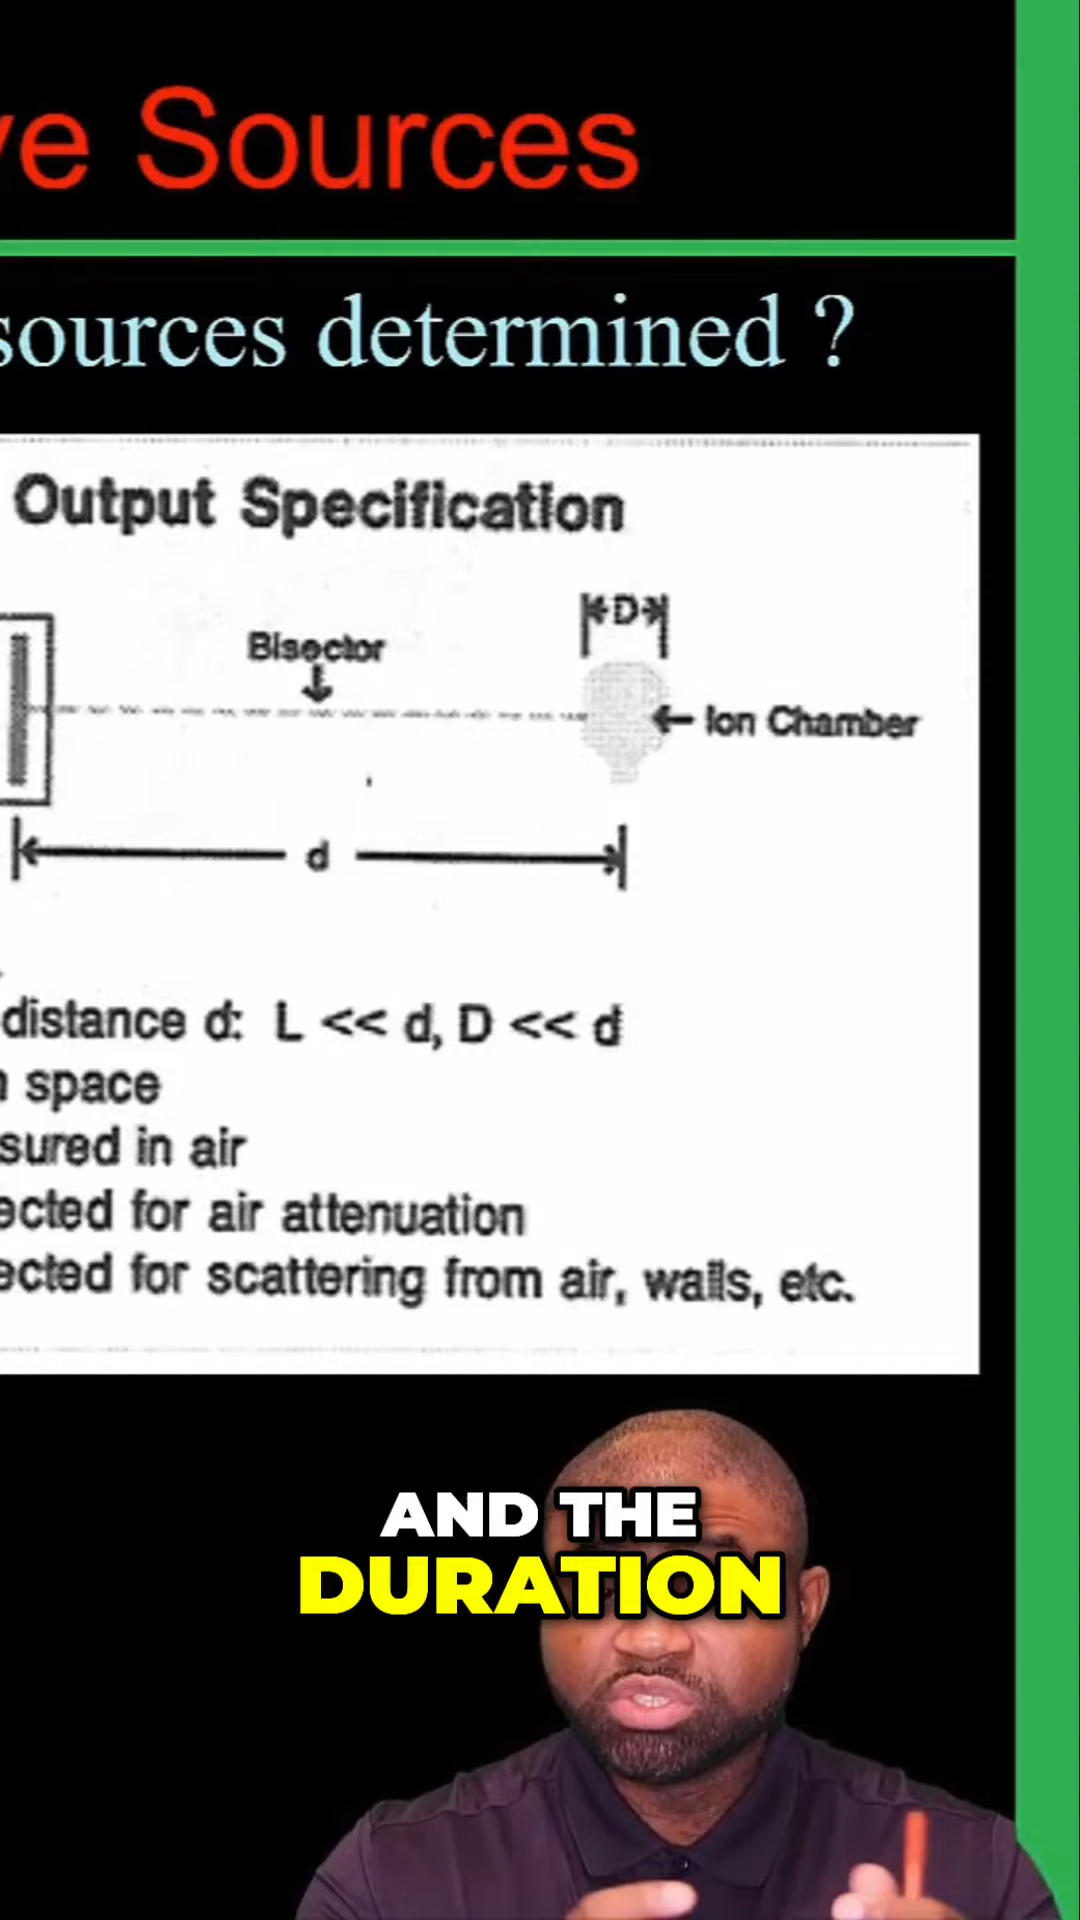 ve Sources
sources determined ?
Output Specification
D
Bisector
Ion Chamber
d
distance d: L << d, D << d
n space
sured in air
ected for air attenuation
ected for scattering from air, walls, etc.
AND THE
DURATION